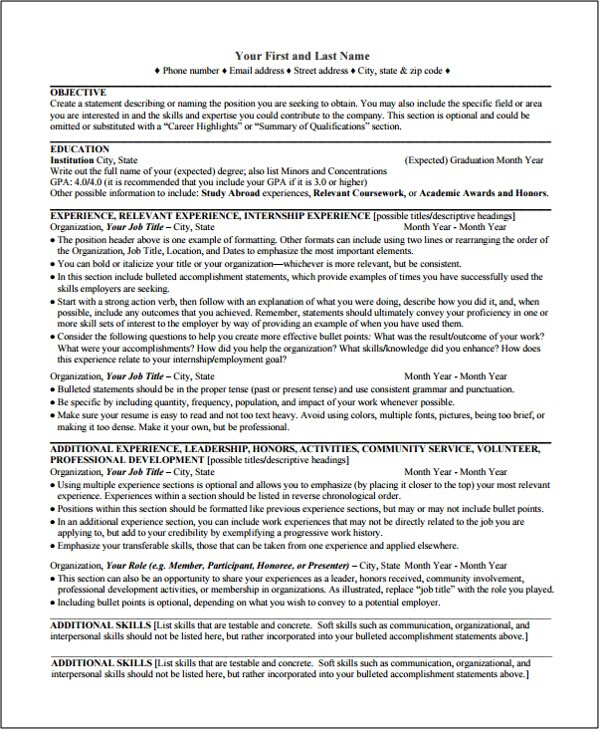 Your First and Last Name
♦ Phone number ♦ Email address ♦ Street address ♦ City, state & zip code ♦
OBJECTIVE
Create a statement describing or naming the position you are seeking to obtain. You may also include the specific field or area
you are interested in and the skills and expertise you could contribute to the company. This section is optional and could be
omitted or substituted with a “Career Highlights” or “Summary of Qualifications” section.
EDUCATION
Institution City, State (Expected) Graduation Month Year
Write out the full name of your (expected) degree; also list Minors and Concentrations
GPA: 4.0/4.0 (it is recommended that you include your GPA if it is 3.0 or higher)
Other possible information to include: Study Abroad experiences, Relevant Coursework, or Academic Awards and Honors.
EXPERIENCE, RELEVANT EXPERIENCE, INTERNSHIP EXPERIENCE [possible titles/descriptive headings]
Organization, Your Job Title – City, State Month Year - Month Year
● The position header above is one example of formatting. Other formats can include using two lines or rearranging the order of
the Organization, Job Title, Location, and Dates to emphasize the most important elements.
● You can bold or italicize your title or your organization—whichever is more relevant, but be consistent.
● In this section include bulleted accomplishment statements, which provide examples of times you have successfully used the
skills employers are seeking.
● Start with a strong action verb, then follow with an explanation of what you were doing, describe how you did it, and, when
possible, include any outcomes that you achieved. Remember, statements should ultimately convey your proficiency in one or
more skill sets of interest to the employer by way of providing an example of when you have used them.
● Consider the following questions to help you create more effective bullet points: What was the result/outcome of your work?
What were your accomplishments? How did you help the organization? What skills/knowledge did you enhance? How does
this experience relate to your internship/employment goal?
Organization, Your Job Title – City, State Month Year - Month Year
● Bulleted statements should be in the proper tense (past or present tense) and use consistent grammar and punctuation.
● Be specific by including quantity, frequency, population, and impact of your work whenever possible.
● Make sure your resume is easy to read and not too text heavy. Avoid using colors, multiple fonts, pictures, being too brief, or
making it too dense. Make it your own, but be professional.
ADDITIONAL EXPERIENCE, LEADERSHIP, HONORS, ACTIVITIES, COMMUNITY SERVICE, VOLUNTEER,
PROFESSIONAL DEVELOPMENT [possible titles/descriptive headings]
Organization, Your Job Title – City, State Month Year - Month Year
● Using multiple experience sections is optional and allows you to emphasize (by placing it closer to the top) your most relevant
experience. Experiences within a section should be listed in reverse chronological order.
● Positions within this section should be formatted like previous experience sections, but may or may not include bullet points.
● In an additional experience section, you can include work experiences that may not be directly related to the job you are
applying to, but add to your credibility by exemplifying a progressive work history.
● Emphasize your transferable skills, those that can be taken from one experience and applied elsewhere.
Organization, Your Role (e.g. Member, Participant, Honoree, or Presenter) – City, State Month Year - Month Year
● This section can also be an opportunity to share your experiences as a leader, honors received, community involvement,
professional development activities, or membership in organizations. As illustrated, replace “job title” with the role you played.
● Including bullet points is optional, depending on what you wish to convey to a potential employer.
ADDITIONAL SKILLS [List skills that are testable and concrete. Soft skills such as communication, organizational, and
interpersonal skills should not be listed here, but rather incorporated into your bulleted accomplishment statements above.]
ADDITIONAL SKILLS [List skills that are testable and concrete. Soft skills such as communication, organizational, and
interpersonal skills should not be listed here, but rather incorporated into your bulleted accomplishment statements above.]